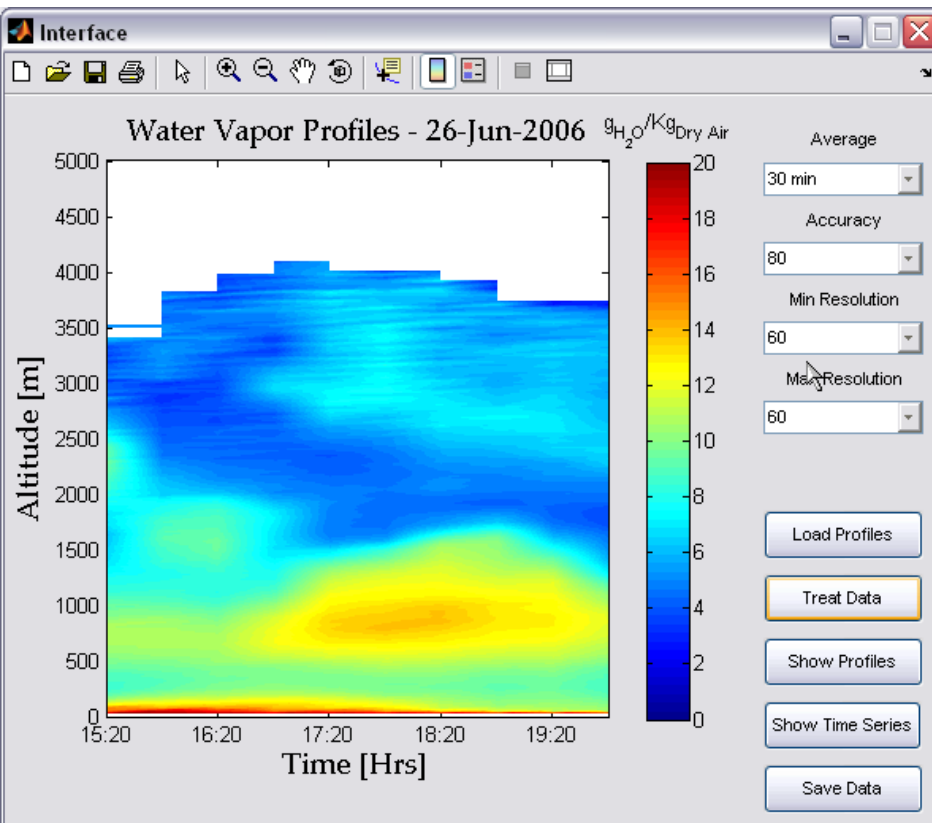 Interface
Water Vapor Profiles - 26-Jun-2006
gH2O/KgDry Air
Altitude [m]
5000
4500
4000
3500
3000
2500
2000
1500
1000
500
0
15:20 16:20 17:20 18:20 19:20
Time [Hrs]
20
18
16
14
12
10
8
6
4
2
0
Average
30 min
Accuracy
80
Min Resolution
60
Max Resolution
60
Load Profiles
Treat Data
Show Profiles
Show Time Series
Save Data